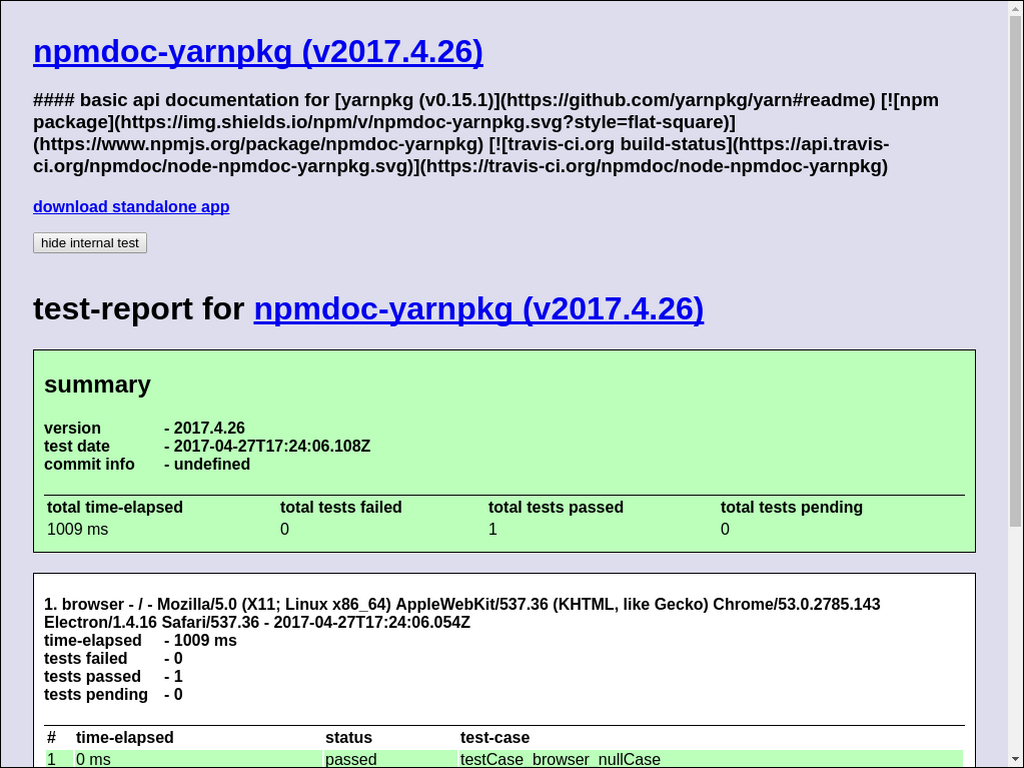 npmdoc-yarnpkg (v2017.4.26)
#### basic api documentation for [yarnpkg (v0.15.1)](https://github.com/yarnpkg/yarn#readme) [![npm
package](https://img.shields.io/npm/v/npmdoc-yarnpkg.svg?style=flat-square)]
(https://www.npmjs.org/package/npmdoc-yarnpkg) [![travis-ci.org build-status](https://api.travis-
ci.org/npmdoc/node-npmdoc-yarnpkg.svg)](https://travis-ci.org/npmdoc/node-npmdoc-yarnpkg)
download standalone app
hide internal test
test-report for npmdoc-yarnpkg (v2017.4.26)
summary
version - 2017.4.26
test date - 2017-04-27T17:24:06.108Z
commit info - undefined
total time-elapsed total tests failed total tests passed total tests pending
1009 ms 0 1 0
1. browser - / - Mozilla/5.0 (X11; Linux x86_64) AppleWebKit/537.36 (KHTML, like Gecko) Chrome/53.0.2785.143
Electron/1.4.16 Safari/537.36 - 2017-04-27T17:24:06.054Z
time-elapsed - 1009 ms
tests failed - 0
tests passed - 1
tests pending - 0
# time-elapsed status test-case
1 0 ms passed testCase_browser_nullCase